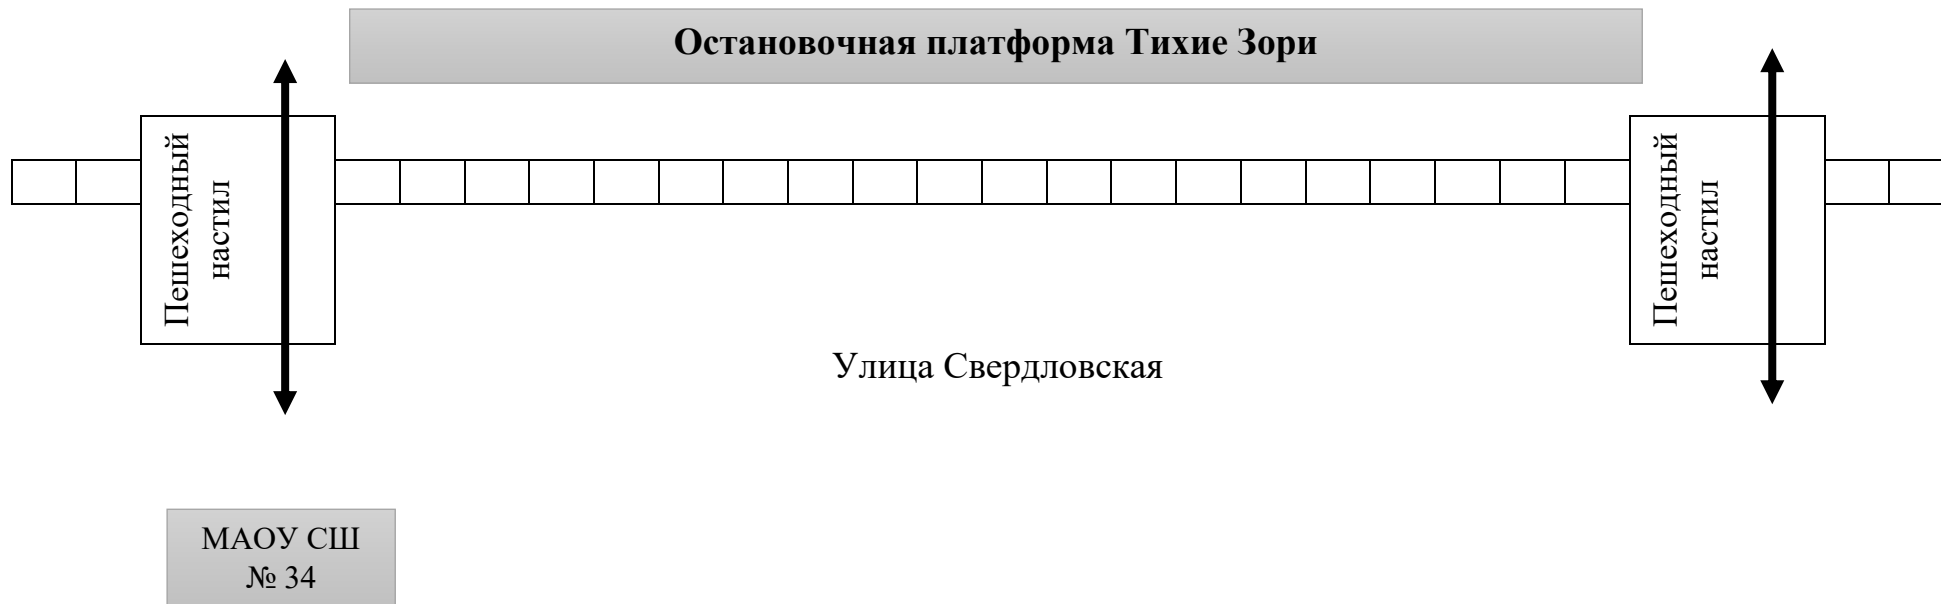 Остановочная платформа Тихие Зори
Пешеходный
настил
Пешеходный
настил
Улица Свердловская
МАОУ СШ
№ 34